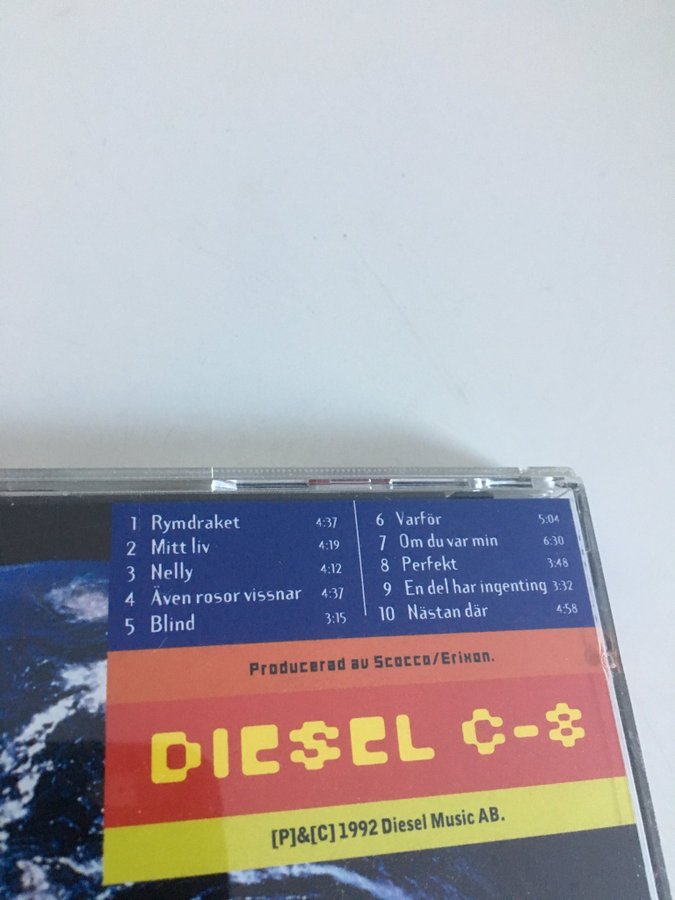 1 Rymdraket 4:37
2 Mitt liv 4:19
3 Nelly 4:12
4 Även rosor vissnar 4:37
5 Blind 3:15
6 Varför 5:04
7 Om du var min 6:30
8 Perfekt 3:48
9 En del har ingenting 3:32
10 Nästan där 4:58
Producerad av Scocco/Erixon.
DIESEL C-8
[P]&[C] 1992 Diesel Music AB.